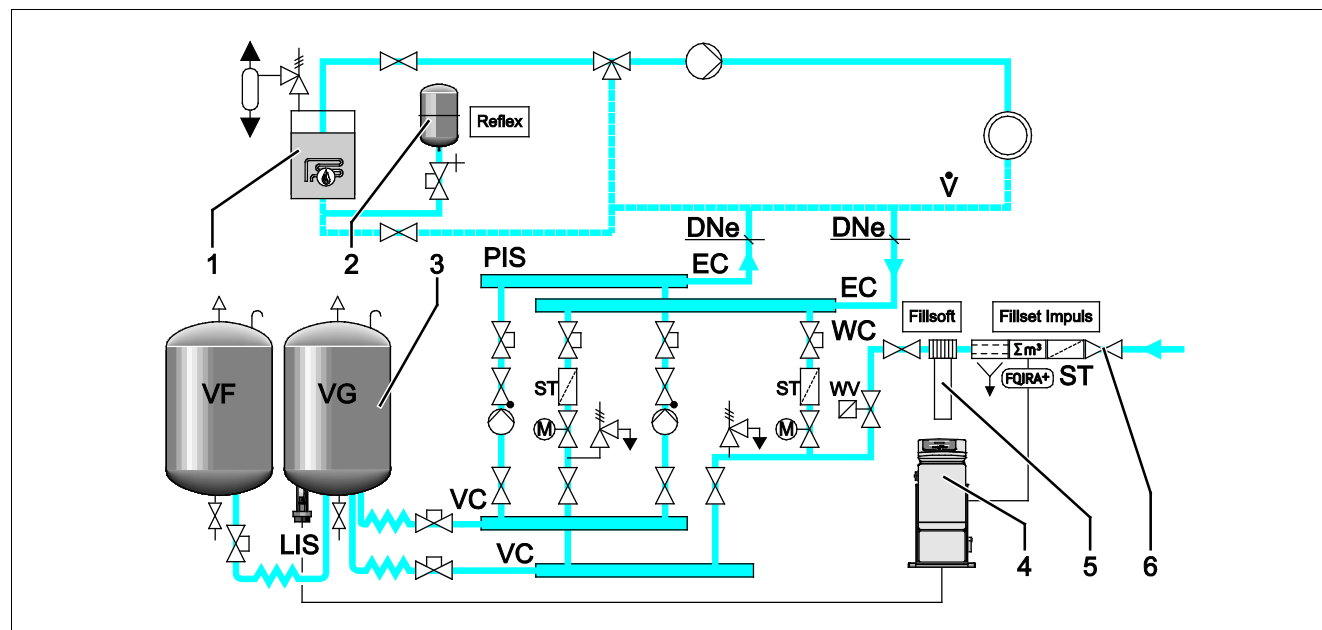 Reflex
V̇
1
2
3
DNe
DNe
PIS
EC
EC
Fillsoft
Fillset Impuls
WC
Σm³
FQIRA+
ST
VF
VG
ST
ST
WV
M
M
VC
LIS
VC
4
5
6